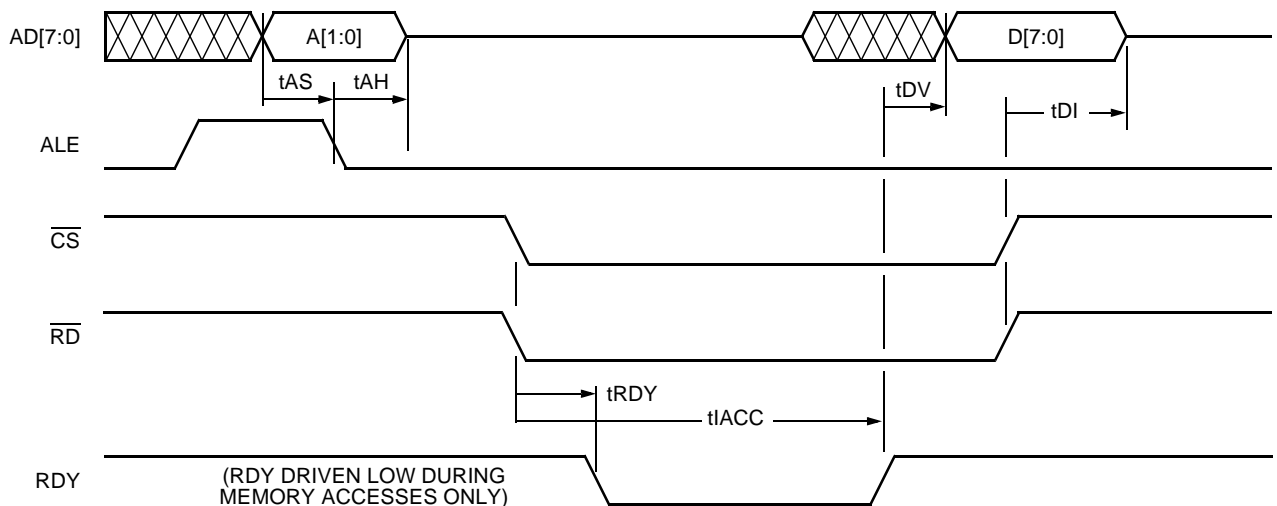 AD[7:0]
A[1:0]
D[7:0]
tAS
tAH
tDV
tDI
ALE
CS
RD
tRDY
tIACC
RDY
(RDY DRIVEN LOW DURING
MEMORY ACCESSES ONLY)